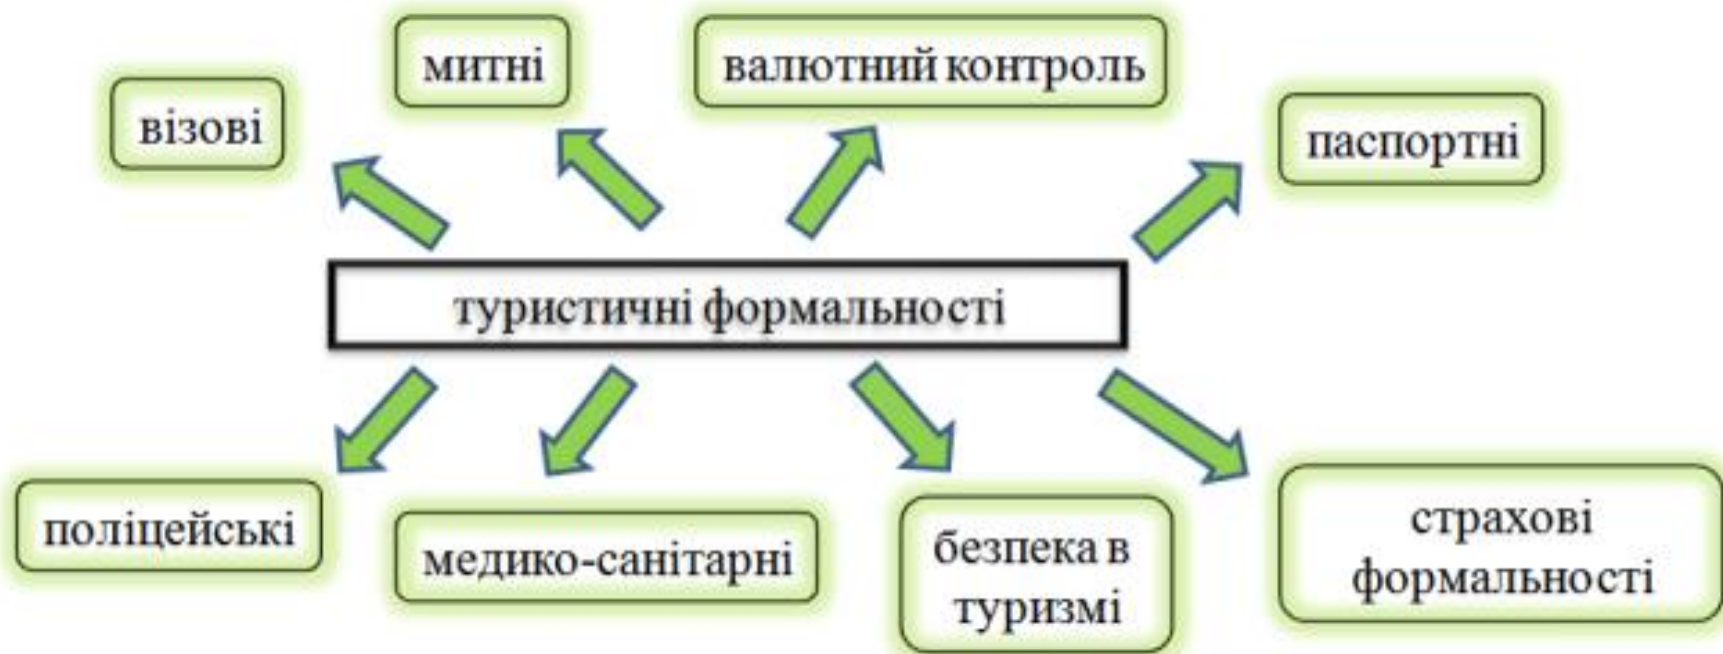 митні
валютний контроль
візові
паспортні
туристичні формальності
поліцейські
медико-санітарні
безпека в
туризмі
страхові
формальності